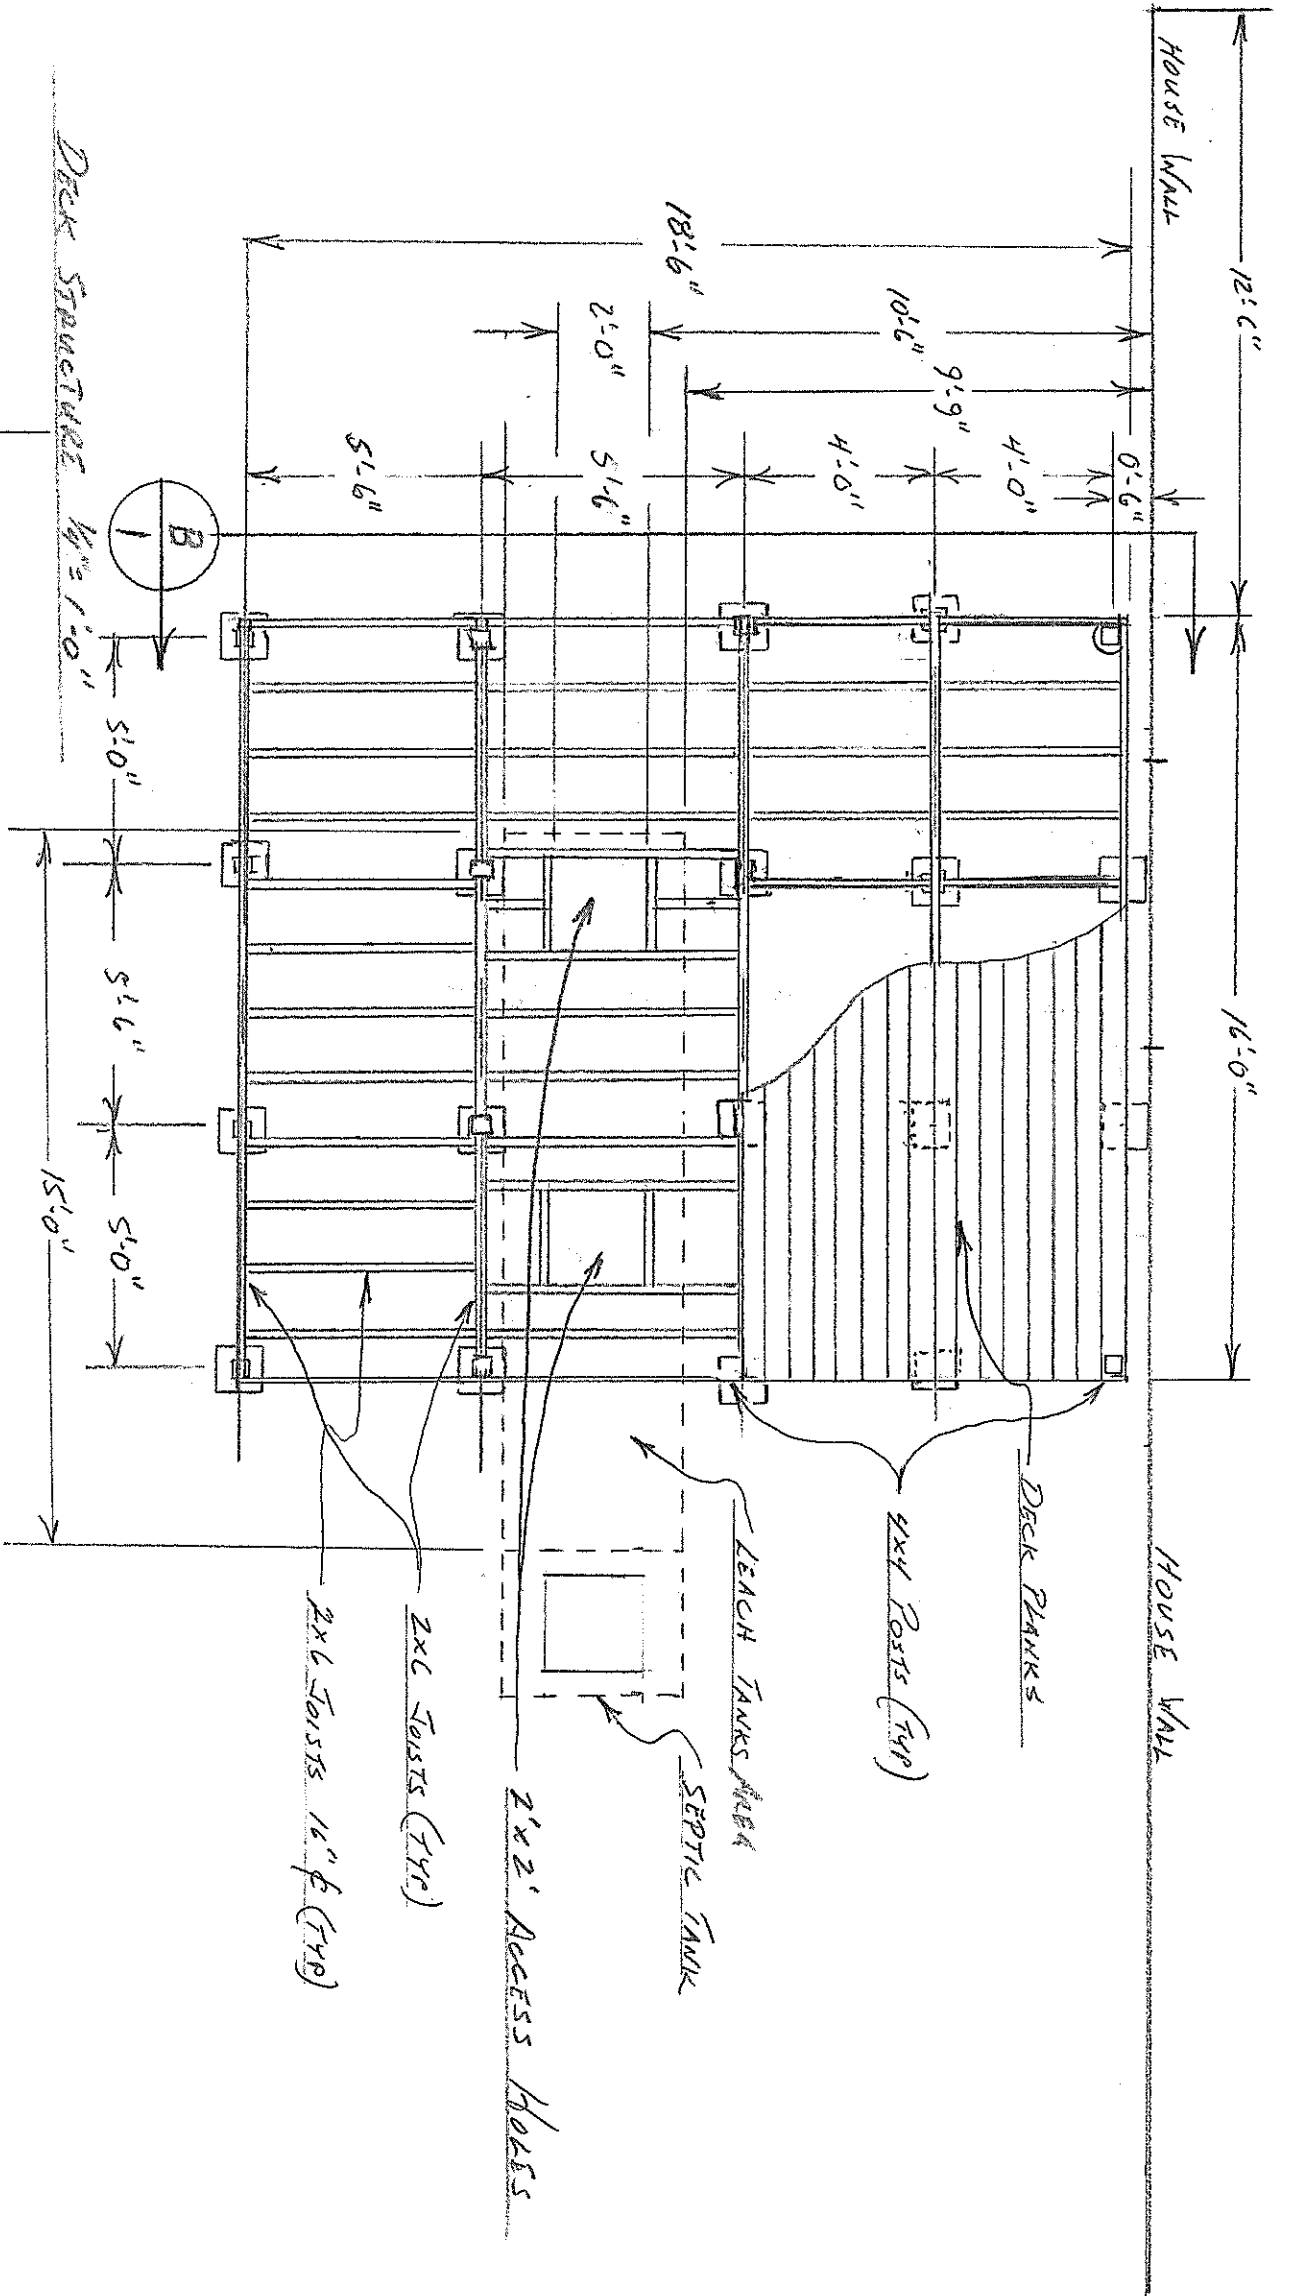 HOUSE WALL
HOUSE WALL
12'-6"
16'-0"
18'-6"
10'-6"
9'-9"
2'-0"
0'-6"
4'-0"
4'-0"
5'-6"
5'-6"
DECK PLANKS
4X4 POSTS (TYP)
LEACH TANKS AREA
SEPTIC TANK
2'X2' ACCESS HOLES
2X6 JOISTS (TYP)
2X6 JOISTS 16" ¢ (TYP)
B
1
5'-0"
5'-6"
5'-0"
15'-0"
DECK STRUCTURE 1/4" = 1'-0"